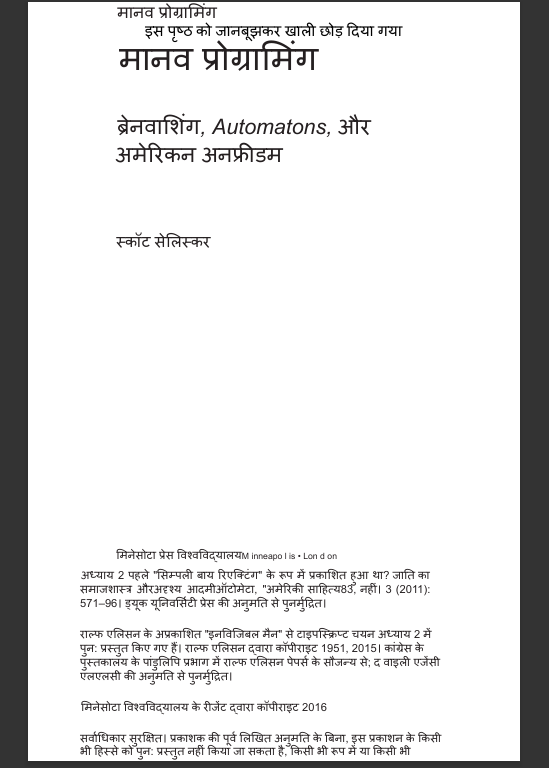 मानव प्रोग्रामिंग
इस पृष्ठ को जानबूझकर खाली छोड़ दिया गया
मानव प्रोग्रामिंग
ब्रेनवाशिंग, Automatons, और
अमेरिकन अनफ्रीडम
स्कॉट सेलिस्कर
मिनेसोटा प्रेस विश्वविद्यालयM inneapo l is • Lon d on
अध्याय 2 पहले "सिम्पली बाय रिएक्टिंग" के रूप में प्रकाशित हुआ था? जाति का
समाजशास्त्र औरअदृश्य आदमीऑटोमेटा, "अमेरिकी साहित्य83, नहीं। 3 (2011):
571–96। ड्यूक यूनिवर्सिटी प्रेस की अनुमति से पुनर्मुद्रित।
राल्फ एलिसन के अप्रकाशित "इनविजिबल मैन" से टाइपस्क्रिप्ट चयन अध्याय 2 में
पुन: प्रस्तुत किए गए हैं। राल्फ एलिसन द्वारा कॉपीराइट 1951, 2015। कांग्रेस के
पुस्तकालय के पांडुलिपि प्रभाग में राल्फ एलिसन पेपर्स के सौजन्य से; द वाइली एजेंसी
एलएलसी की अनुमति से पुनर्मुद्रित।
मिनेसोटा विश्वविद्यालय के रीजेंट द्वारा कॉपीराइट 2016
सर्वाधिकार सुरक्षित। प्रकाशक की पूर्व लिखित अनुमति के बिना, इस प्रकाशन के किसी
भी हिस्से को पुन: प्रस्तुत नहीं किया जा सकता है, किसी भी रूप में या किसी भी